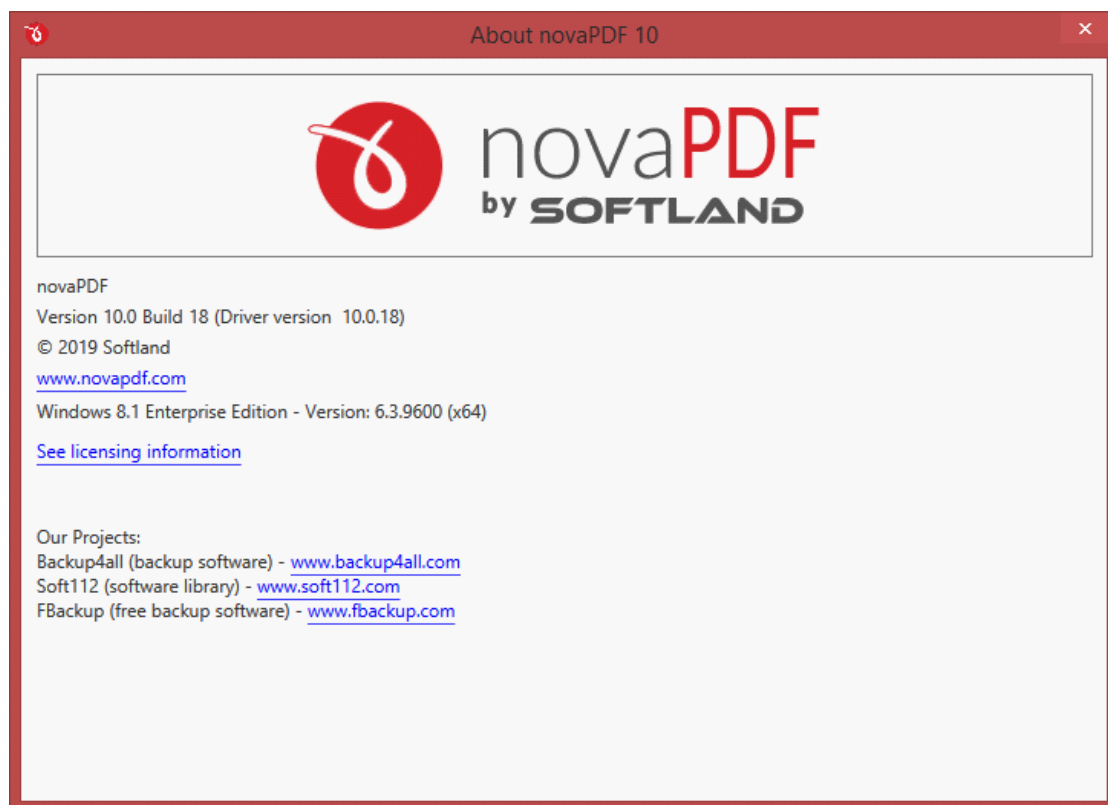 About novaPDF 10
novaPDF
by SOFTLAND
novaPDF
Version 10.0 Build 18 (Driver version  10.0.18)
© 2019 Softland
www.novapdf.com
Windows 8.1 Enterprise Edition - Version: 6.3.9600 (x64)
See licensing information
Our Projects:
Backup4all (backup software) - www.backup4all.com
Soft112 (software library) - www.soft112.com
FBackup (free backup software) - www.fbackup.com